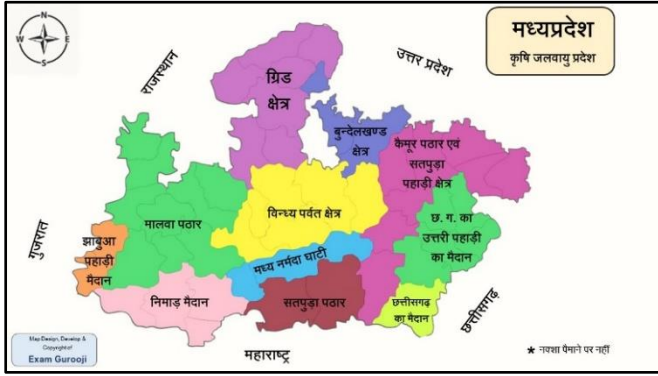 N
W
E
S
मध्यप्रदेश
कृषि जलवायु प्रदेश
राजस्थान
उत्तर प्रदेश
ग्रिड
क्षेत्र
बुन्देलखण्ड
क्षेत्र
कैमूर पठार एवं
सतपुड़ा
पहाड़ी क्षेत्र
मालवा पठार
विन्ध्य पर्वत क्षेत्र
छ. ग. का
उत्तरी पहाड़ी
का मैदान
गुजरात
झाबुआ
पहाड़ी
मैदान
मध्य नर्मदा घाटी
निमाड़ मैदान
सतपुड़ा पठार
छत्तीसगढ़
का मैदान
छत्तीसगढ़
महाराष्ट्र
Map Design, Develop &
Copyrights@
Exam Gurooji
* नक्शा पैमाने पर नहीं